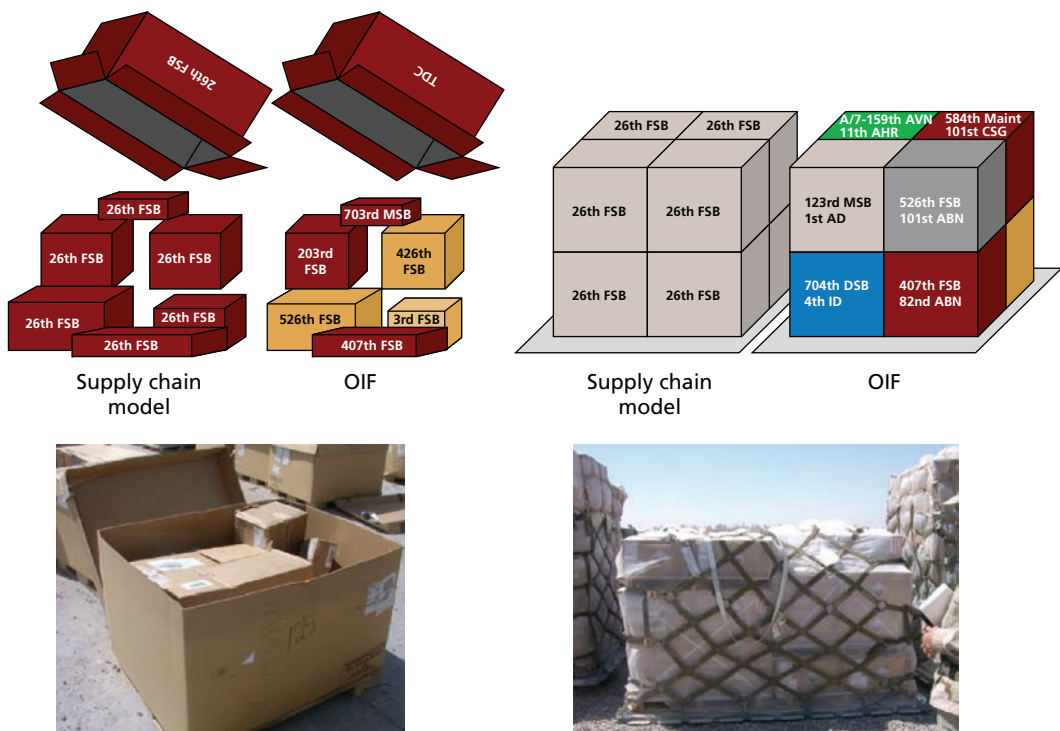 26th FSB
TDC
26th FSB
26th FSB
26th FSB
26th FSB
26th FSB
26th FSB
703rd MSB
203rd
FSB
426th
FSB
526th FSB
3rd FSB
407th FSB
Supply chain
model
OIF
26th FSB
26th FSB
26th FSB
26th FSB
26th FSB
26th FSB
A/7-159th AVN
11th AHR
584th Maint
101st CSG
123rd MSB
1st AD
526th FSB
101st ABN
704th DSB
4th ID
407th FSB
82nd ABN
Supply chain
model
OIF
125